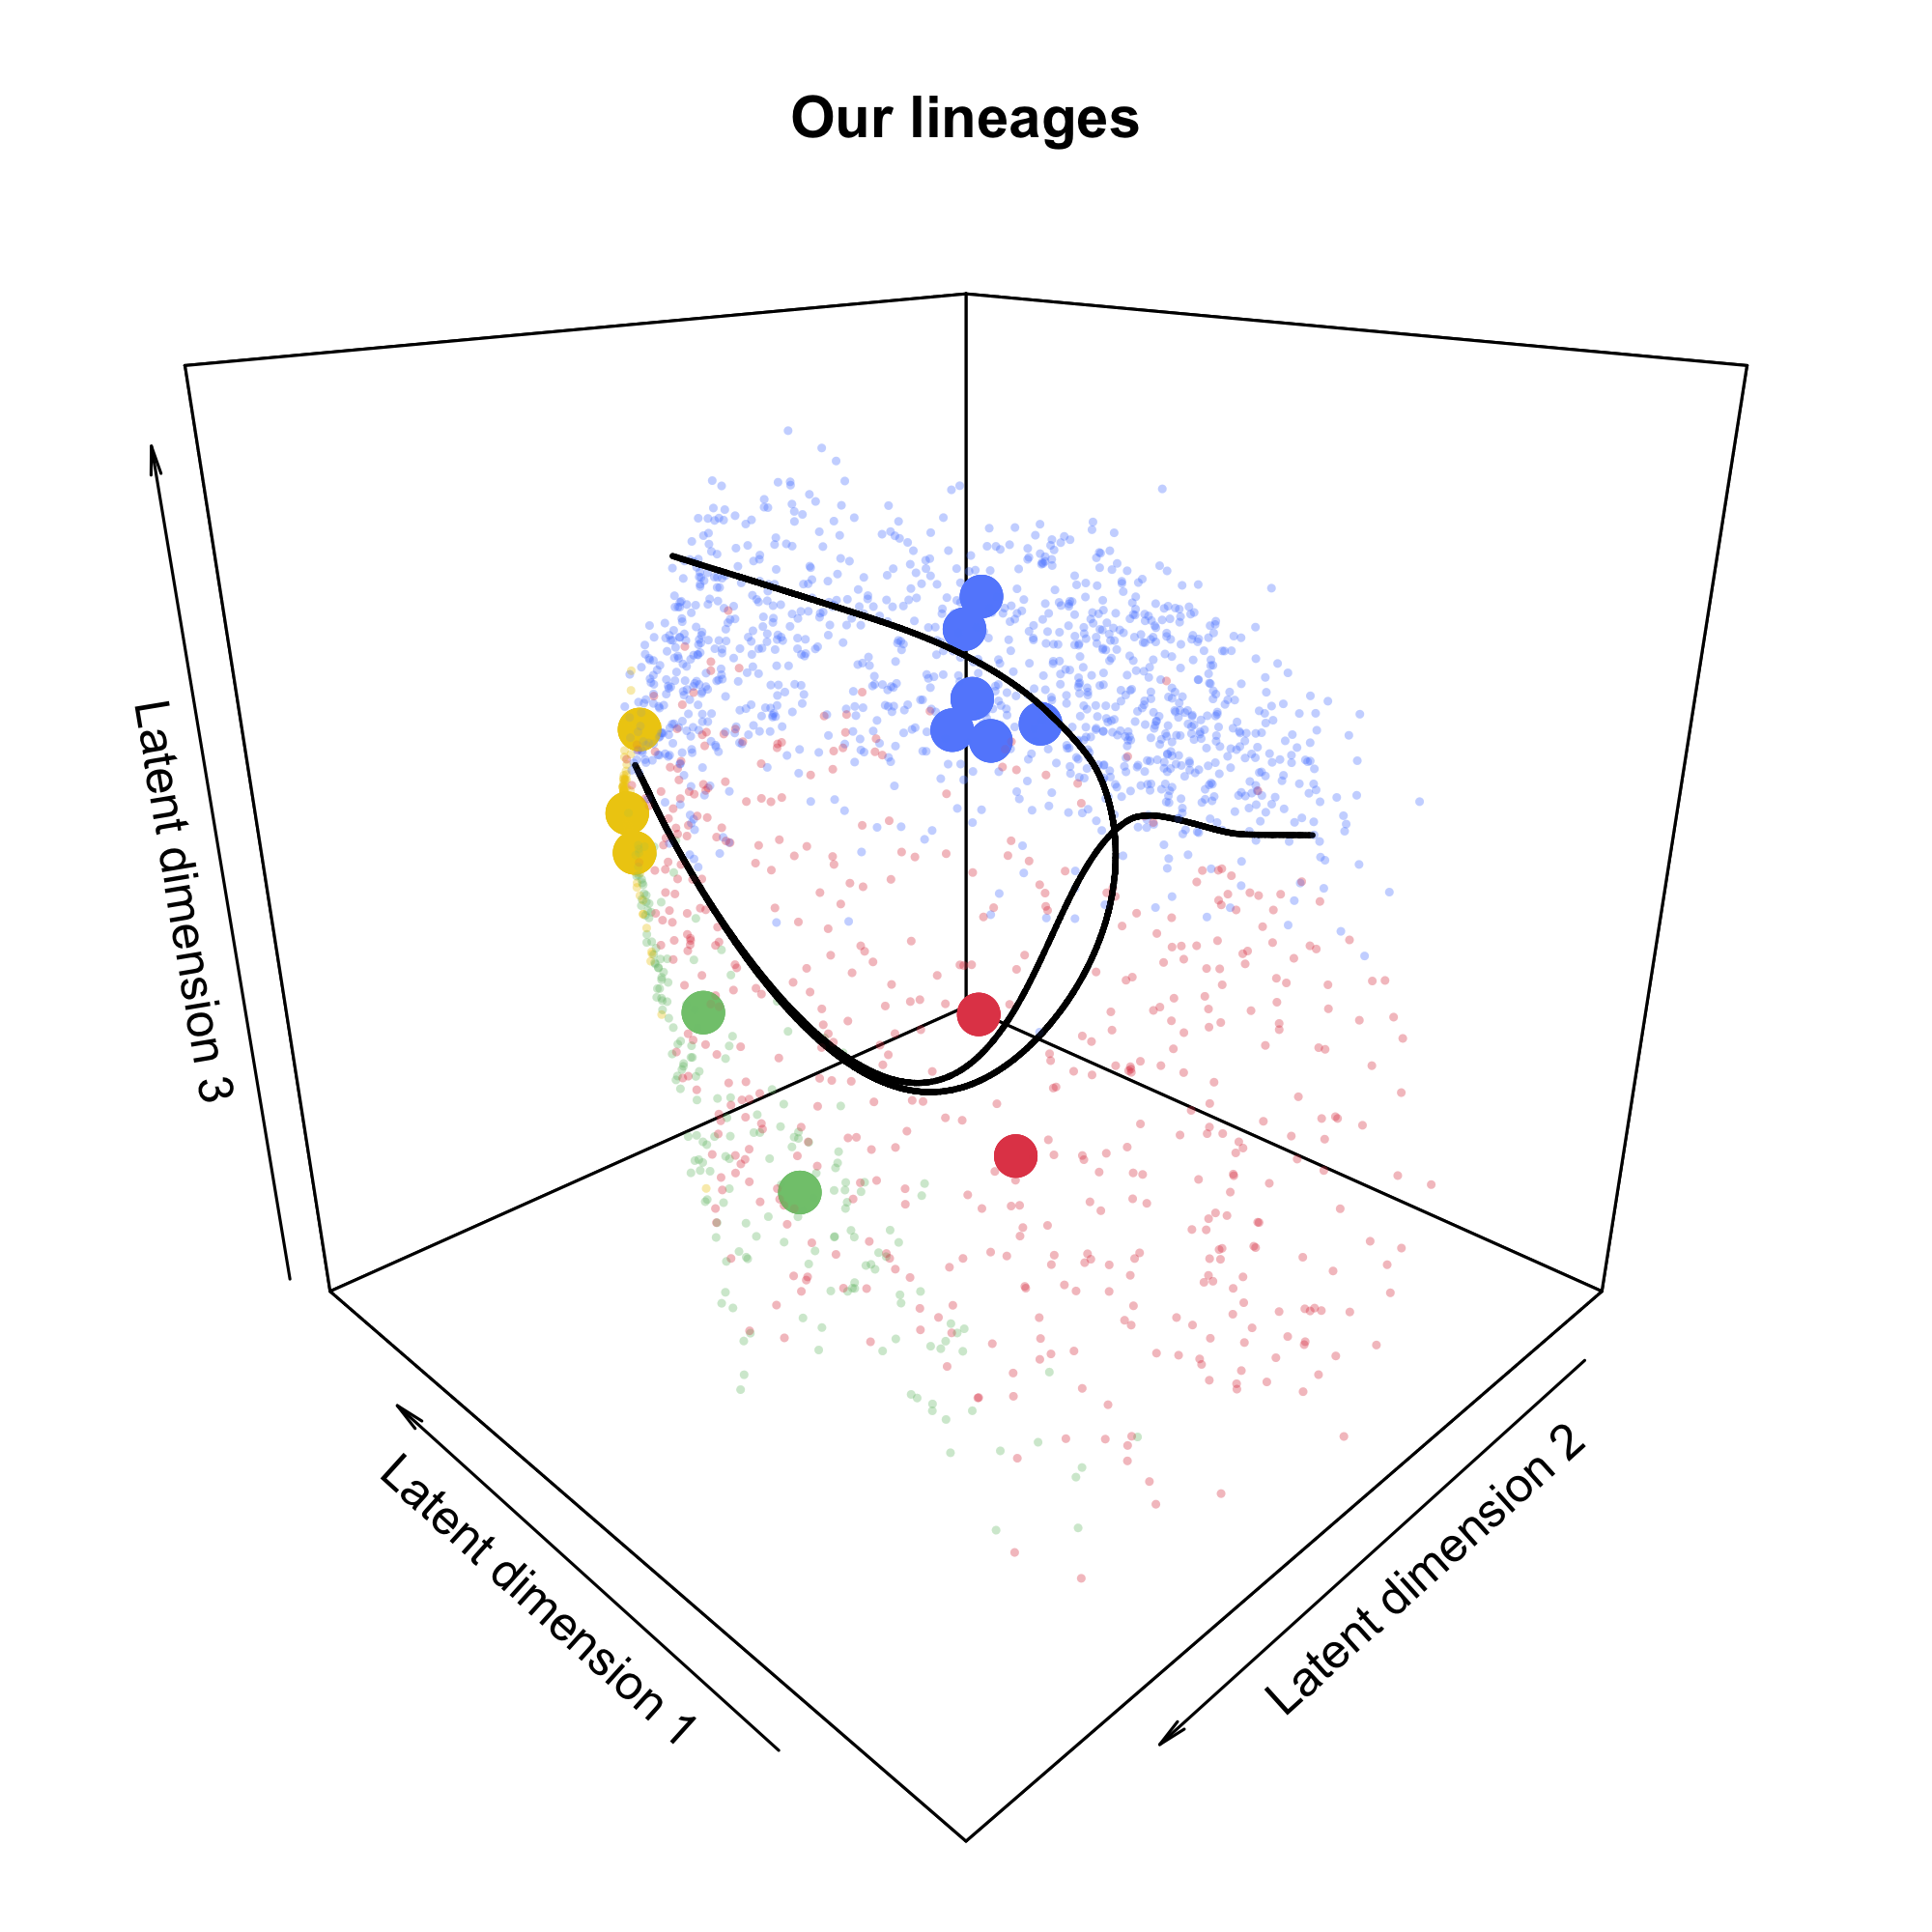 Our lineages
Latent dimension 3
Latent dimension 1
Latent dimension 2